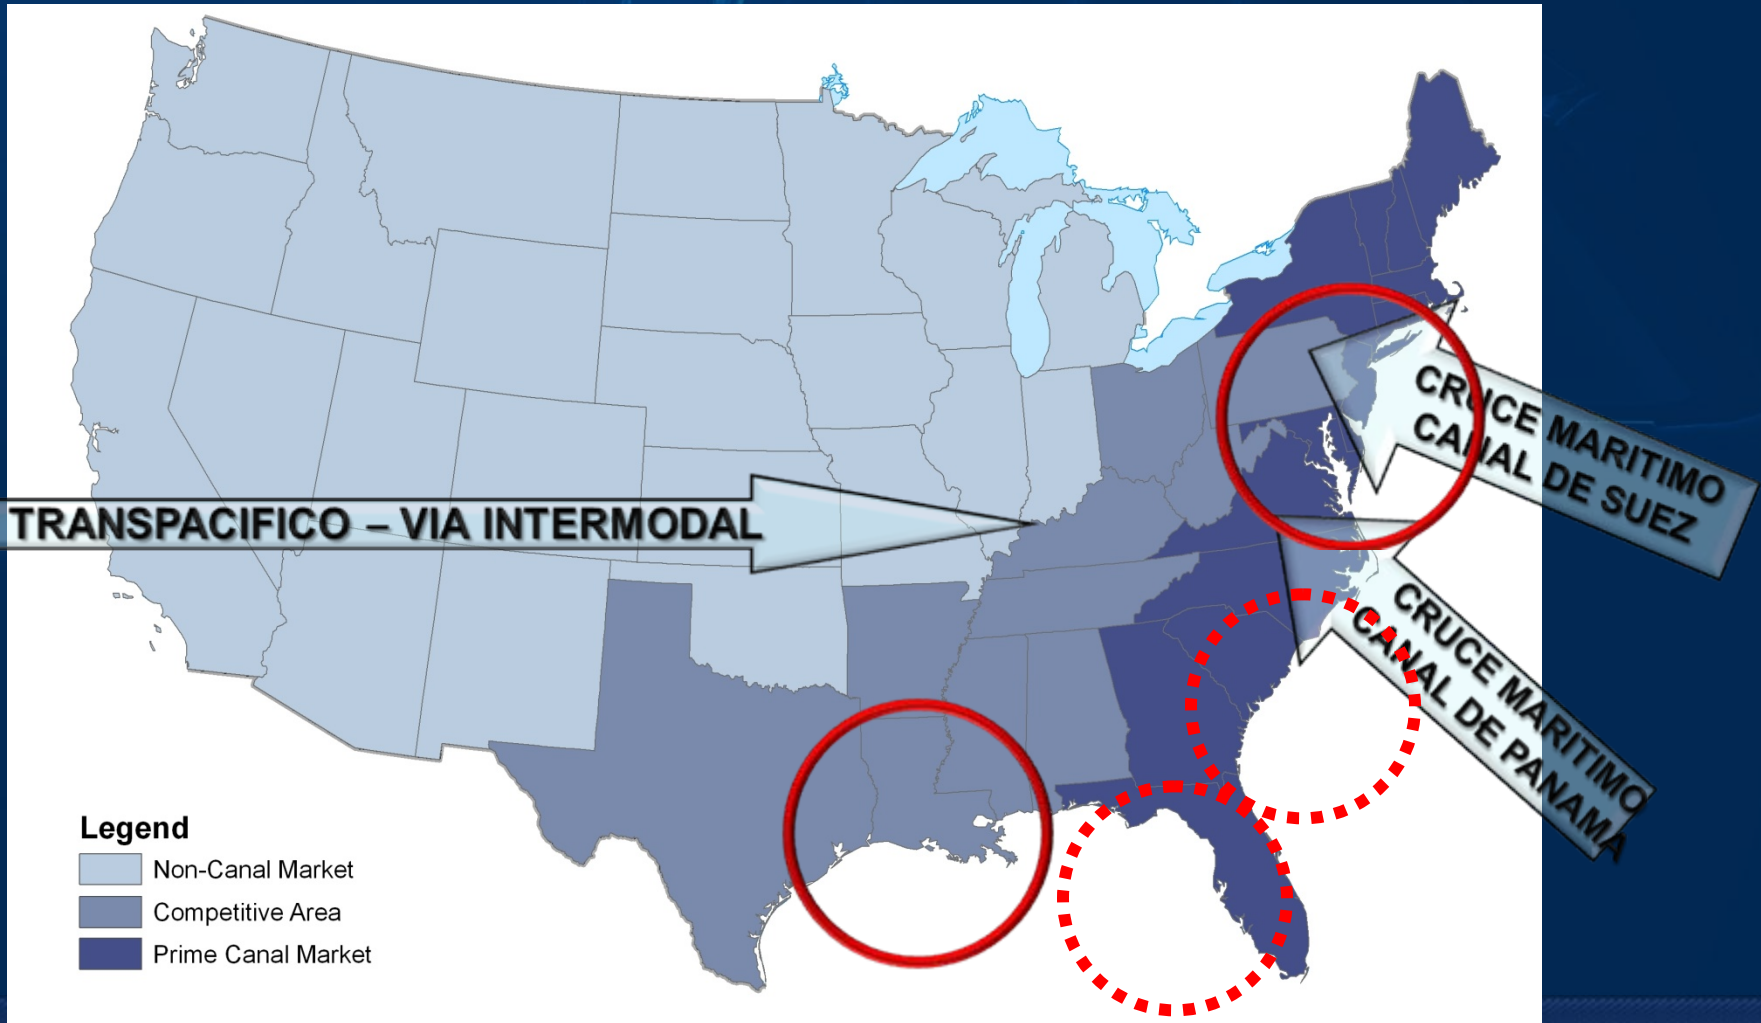 TRANSPACIFICO – VIA INTERMODAL
CRUCE MARITIMO
CANAL DE SUEZ
CRUCE MARITIMO
CANAL DE PANAMA
Legend
Non-Canal Market
Competitive Area
Prime Canal Market